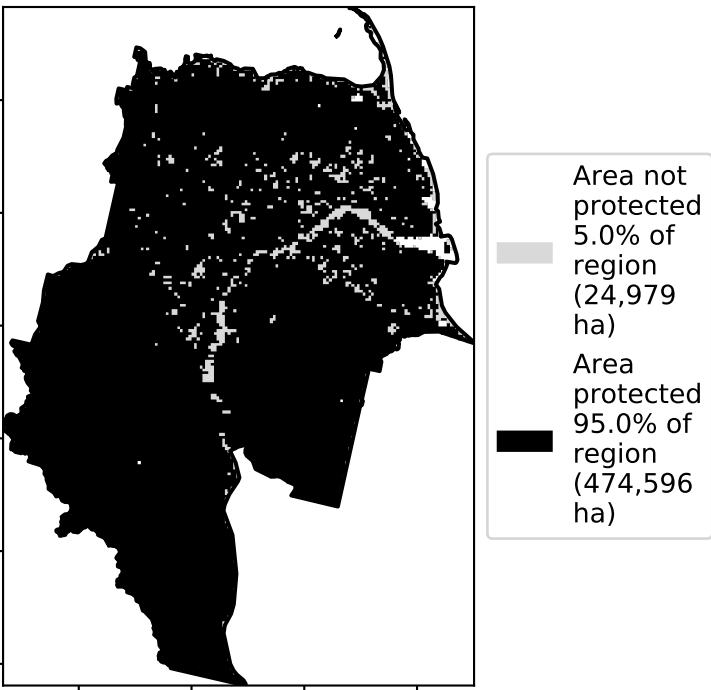 Area not
protected
5.0% of
region
(24,979
ha)
Area
protected
95.0% of
region
(474,596
ha)